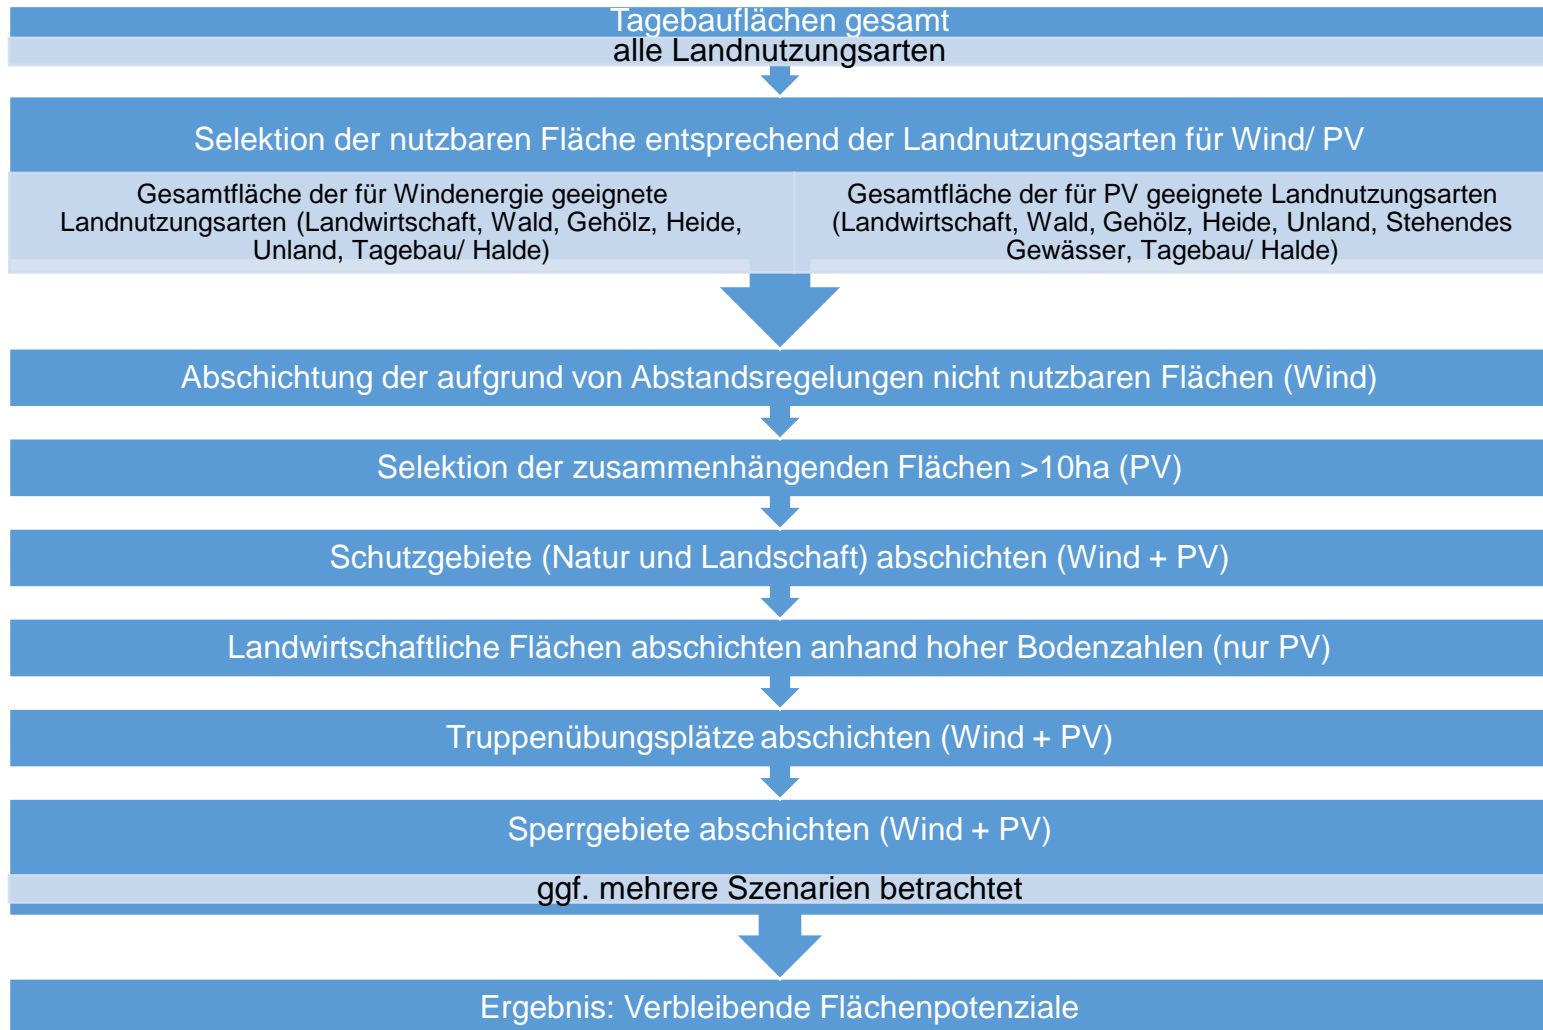 Tagebauflächen gesamt
alle Landnutzungsarten
Selektion der nutzbaren Fläche entsprechend der Landnutzungsarten für Wind/ PV
Gesamtfläche der für Windenergie geeignete
Landnutzungsarten (Landwirtschaft, Wald, Gehölz, Heide,
Unland, Tagebau/ Halde)
Gesamtfläche der für PV geeignete Landnutzungsarten
(Landwirtschaft, Wald, Gehölz, Heide, Unland, Stehendes
Gewässer, Tagebau/ Halde)
Abschichtung der aufgrund von Abstandsregelungen nicht nutzbaren Flächen (Wind)
Selektion der zusammenhängenden Flächen >10ha (PV)
Schutzgebiete (Natur und Landschaft) abschichten (Wind + PV)
Landwirtschaftliche Flächen abschichten anhand hoher Bodenzahlen (nur PV)
Truppenübungsplätze abschichten (Wind + PV)
Sperrgebiete abschichten (Wind + PV)
ggf. mehrere Szenarien betrachtet
Ergebnis: Verbleibende Flächenpotenziale